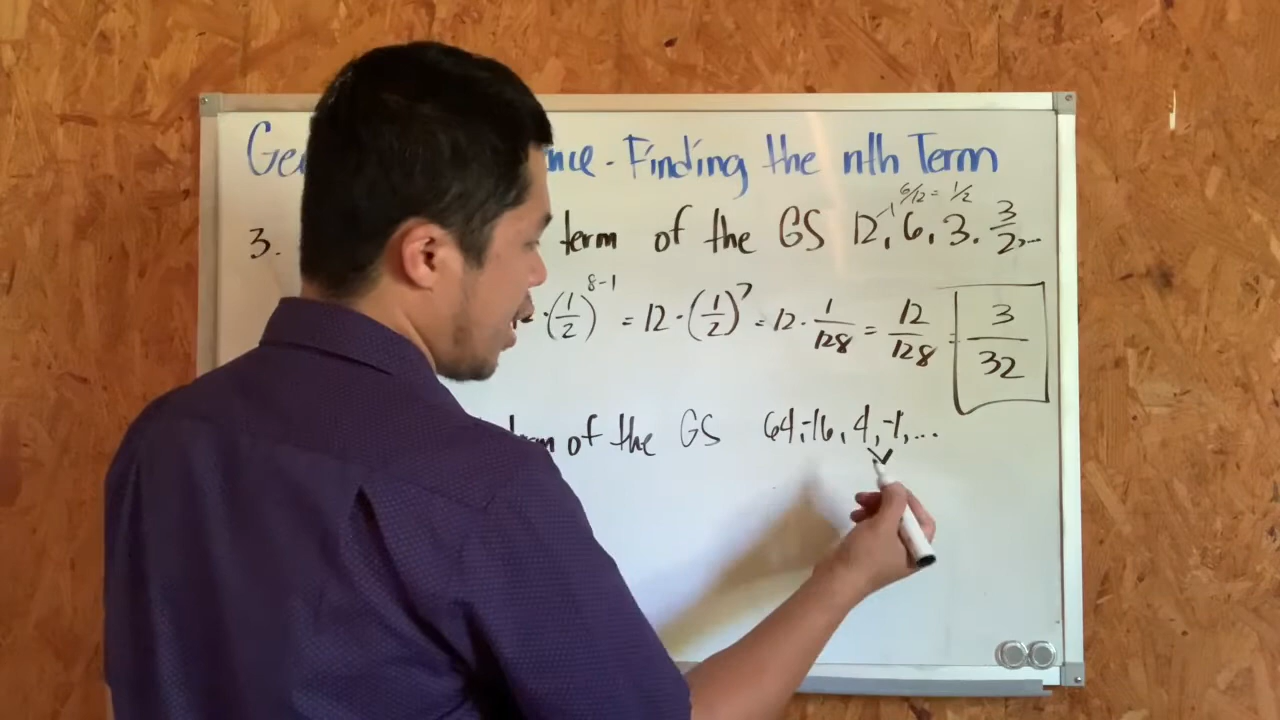 Ge nce - Finding the nth Term
6/12 = 1/2
3. term of the GS 12, 6, 3, 3/2, ...
· (1/2)^8-1 = 12 · (1/2)^7 = 12 · 1/128 = 12/128 = 3/32
of the GS 64, -16, 4, -1, ...